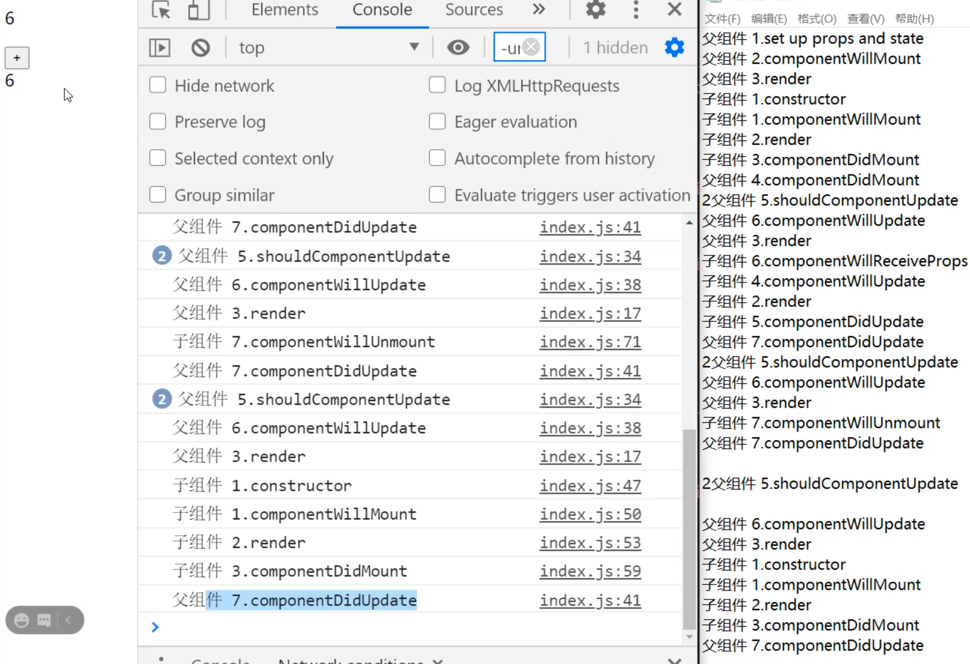 6
+
6
Elements Console Sources »
top
-ur
1 hidden
Hide network
Log XMLHttpRequests
Preserve log
Eager evaluation
Selected context only
Autocomplete from history
Group similar
Evaluate triggers user activation
父组件 7.componentDidUpdate index.js:41
2 父组件 5.shouldComponentUpdate index.js:34
父组件 6.componentWillUpdate index.js:38
父组件 3.render index.js:17
子组件 7.componentWillUnmount index.js:71
父组件 7.componentDidUpdate index.js:41
2 父组件 5.shouldComponentUpdate index.js:34
父组件 6.componentWillUpdate index.js:38
父组件 3.render index.js:17
子组件 1.constructor index.js:47
子组件 1.componentWillMount index.js:50
子组件 2.render index.js:53
子组件 3.componentDidMount index.js:59
父组件 7.componentDidUpdate index.js:41
>
Console Network conditions
文件(F) 编辑(E) 格式(O) 查看(V) 帮助(H)
父组件 1.set up props and state
父组件 2.componentWillMount
父组件 3.render
子组件 1.constructor
子组件 1.componentWillMount
子组件 2.render
子组件 3.componentDidMount
父组件 4.componentDidMount
2父组件 5.shouldComponentUpdate
父组件 6.componentWillUpdate
父组件 3.render
子组件 6.componentWillReceiveProps
子组件 4.componentWillUpdate
子组件 2.render
子组件 5.componentDidUpdate
父组件 7.componentDidUpdate
2父组件 5.shouldComponentUpdate
父组件 6.componentWillUpdate
父组件 3.render
子组件 7.componentWillUnmount
父组件 7.componentDidUpdate
2父组件 5.shouldComponentUpdate
父组件 6.componentWillUpdate
父组件 3.render
子组件 1.constructor
子组件 1.componentWillMount
子组件 2.render
子组件 3.componentDidMount
父组件 7.componentDidUpdate